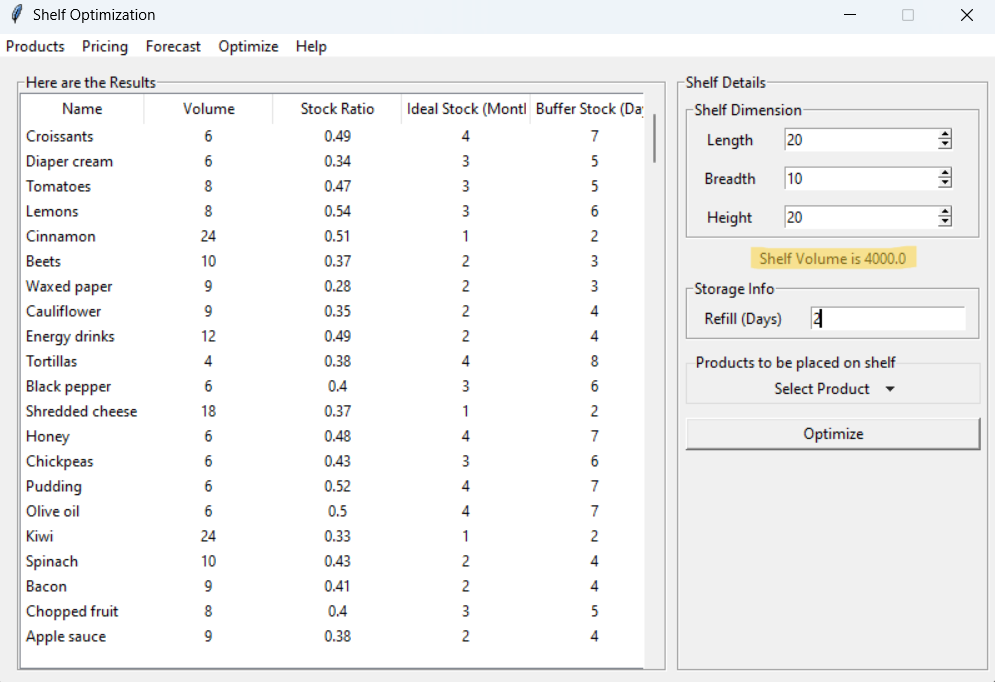 Shelf Optimization
Products Pricing Forecast Optimize Help
Here are the Results
Name Volume Stock Ratio Ideal Stock (Montl Buffer Stock (Da
Croissants 6 0.49 4 7
Diaper cream 6 0.34 3 5
Tomatoes 8 0.47 3 5
Lemons 8 0.54 3 6
Cinnamon 24 0.51 1 2
Beets 10 0.37 2 3
Waxed paper 9 0.28 2 3
Cauliflower 9 0.35 2 4
Energy drinks 12 0.49 2 4
Tortillas 4 0.38 4 8
Black pepper 6 0.4 3 6
Shredded cheese 18 0.37 1 2
Honey 6 0.48 4 7
Chickpeas 6 0.43 3 6
Pudding 6 0.52 4 7
Olive oil 6 0.5 4 7
Kiwi 24 0.33 1 2
Spinach 10 0.43 2 4
Bacon 9 0.41 2 4
Chopped fruit 8 0.4 3 5
Apple sauce 9 0.38 2 4
Shelf Details
Shelf Dimension
Length 20
Breadth 10
Height 20
Shelf Volume is 4000.0
Storage Info
Refill (Days) 2
Products to be placed on shelf
Select Product
Optimize